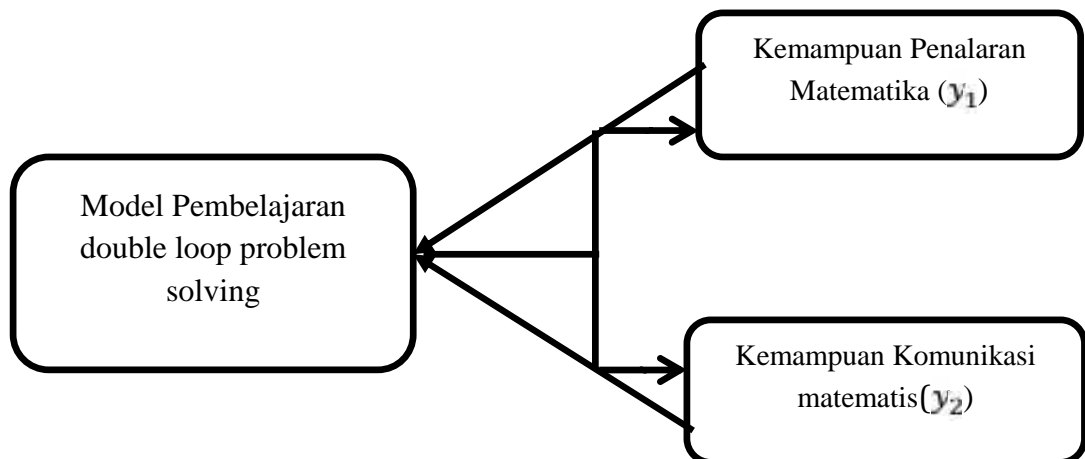 Kemampuan Penalaran
Matematika (y₁)
Model Pembelajaran
double loop problem
solving
Kemampuan Komunikasi
matematis(y₂)